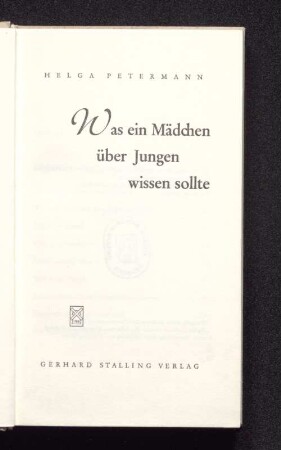 HELGA PETERMANN
Was ein Mädchen
über Jungen
wissen sollte
GERHARD STALLING VERLAG